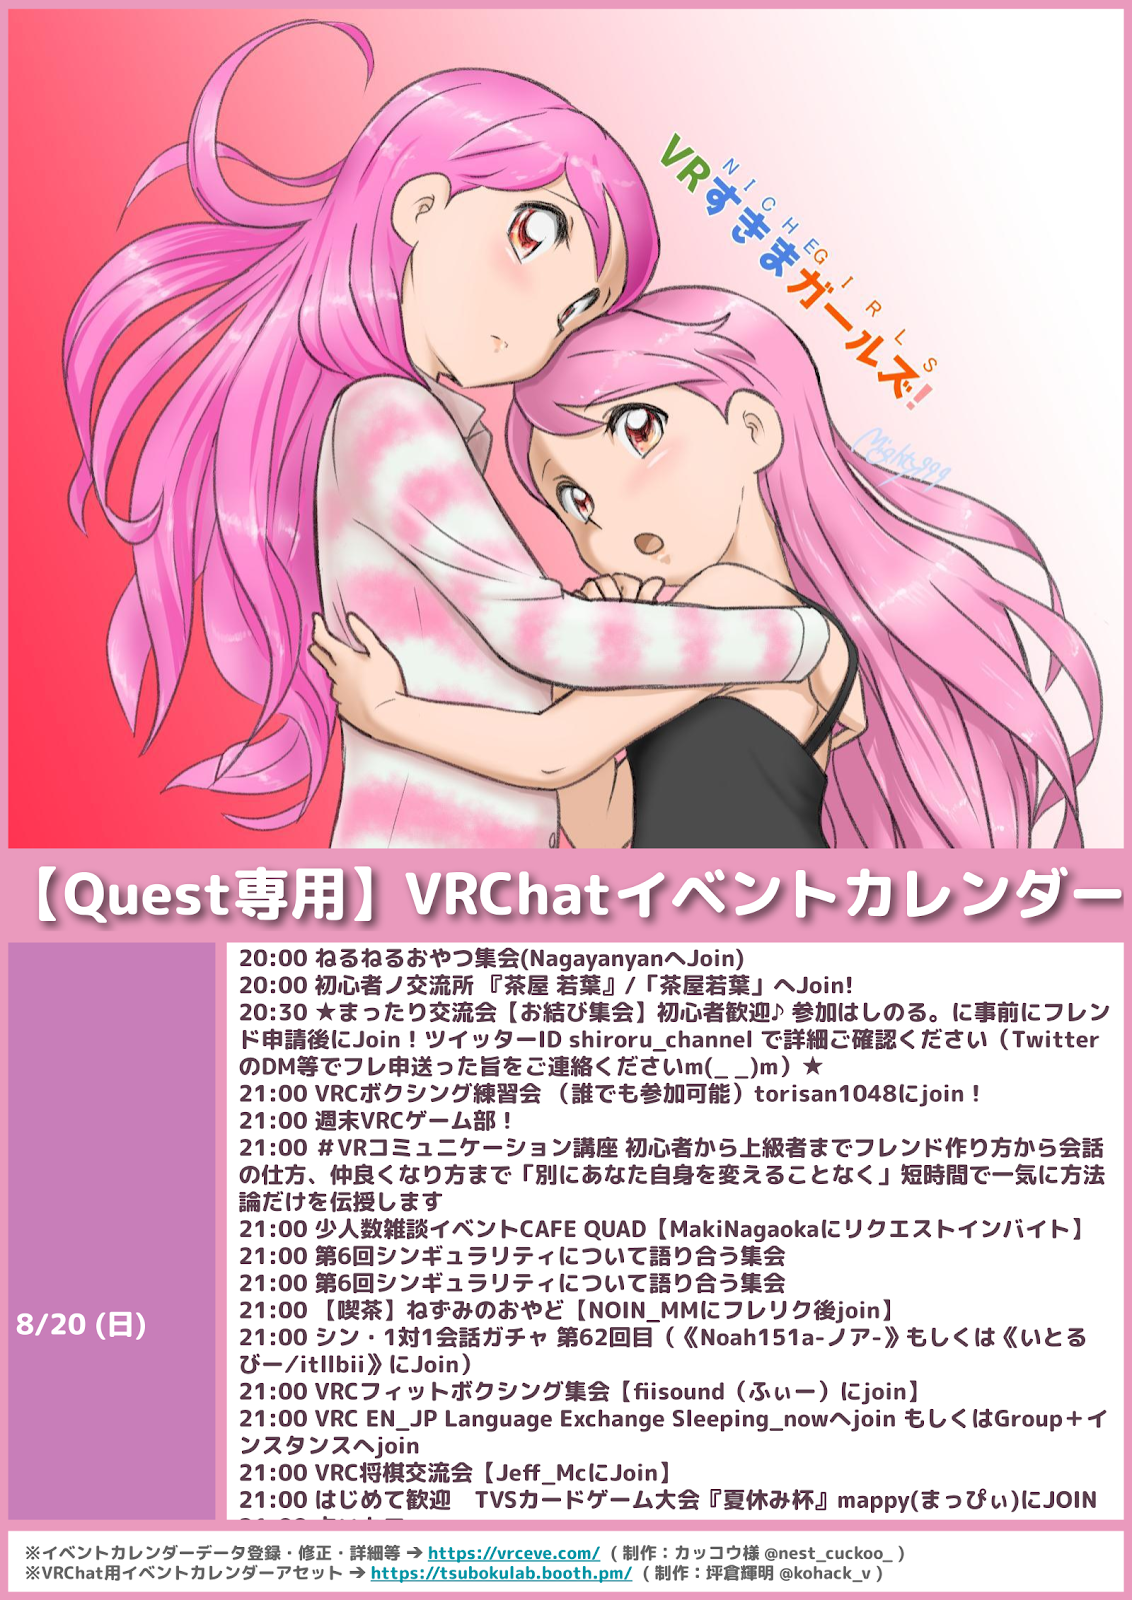 VRすきまガールズ!
NICHE GIRLS
Mighty999
【Quest専用】VRChatイベントカレンダー
8/20 (日)
20:00 ねるねるおやつ集会(NagayanyanへJoin)
20:00 初心者ノ交流所 『茶屋 若葉』/「茶屋若葉」へJoin!
20:30 ★まったり交流会【お結び集会】初心者歓迎♪ 参加はしのる。に事前にフレン
ド申請後にJoin！ツイッターID shiroru_channel で詳細ご確認ください（Twitter
のDM等でフレ申送った旨をご連絡くださいm(_ _)m）★
21:00 VRCボクシング練習会 （誰でも参加可能）torisan1048にjoin！
21:00 週末VRCゲーム部！
21:00 ＃VRコミュニケーション講座 初心者から上級者までフレンド作り方から会話
の仕方、仲良くなり方まで「別にあなた自身を変えることなく」短時間で一気に方法
論だけを伝授します
21:00 少人数雑談イベントCAFE QUAD【MakiNagaokaにリクエストインバイト】
21:00 第6回シンギュラリティについて語り合う集会
21:00 第6回シンギュラリティについて語り合う集会
21:00 【喫茶】ねずみのおやど【NOIN_MMにフレリク後join】
21:00 シン・1対1会話ガチャ 第62回目（《Noah151a-ノア-》もしくは《いとる
びー/itllbii》にJoin）
21:00 VRCフィットボクシング集会【fiisound（ふぃー）にjoin】
21:00 VRC EN_JP Language Exchange Sleeping_nowへjoin もしくはGroup＋イ
ンスタンスへjoin
21:00 VRC将棋交流会【Jeff_McにJoin】
21:00 はじめて歓迎　TVSカードゲーム大会『夏休み杯』mappy(まっぴぃ)にJOIN
※イベントカレンダーデータ登録・修正・詳細等 ➔ https://vrceve.com/ ( 制作：カッコウ様 @nest_cuckoo_ )
※VRChat用イベントカレンダーアセット ➔ https://tsubokulab.booth.pm/ ( 制作：坪倉輝明 @kohack_v )